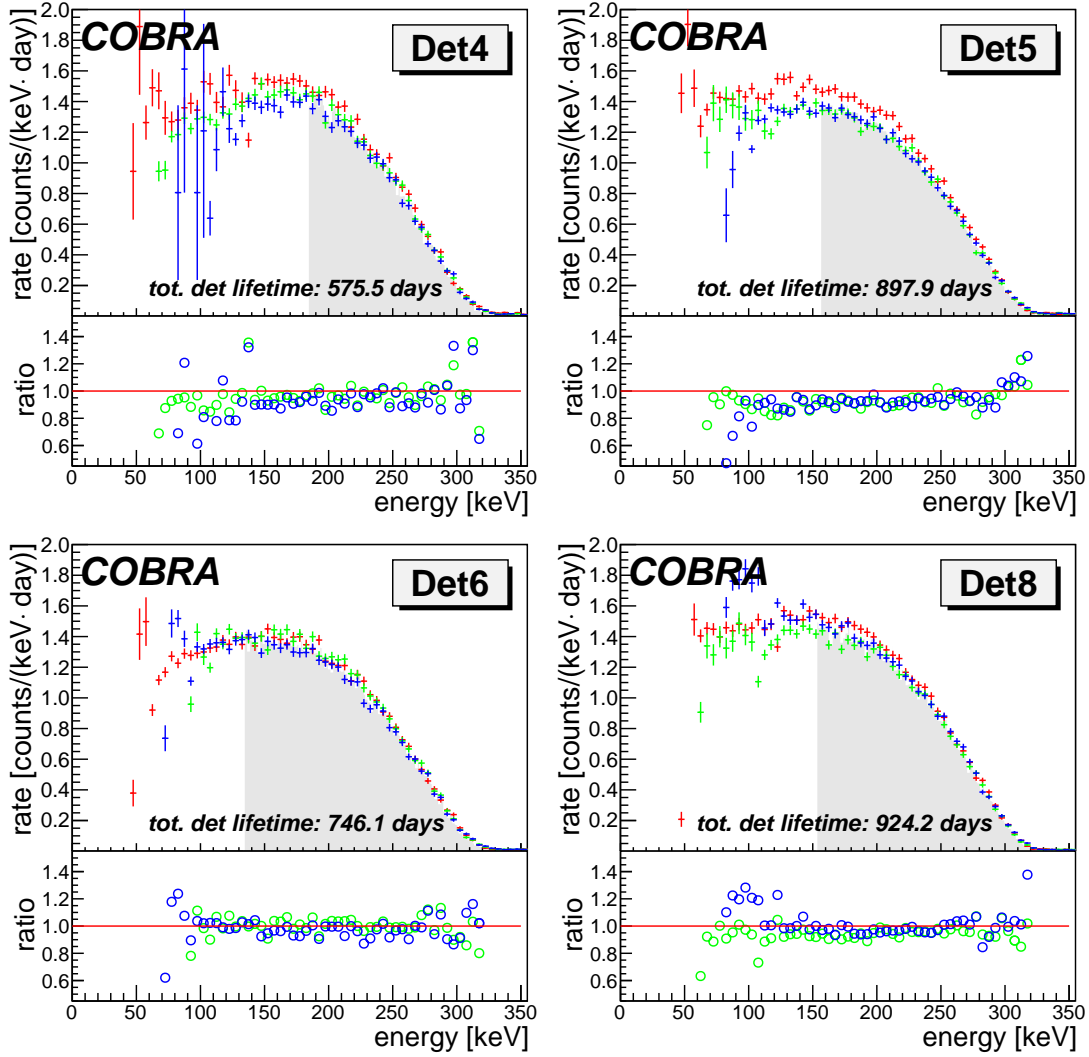 COBRA
Det4
rate [counts/(keV· day)]
2.0
1.8
1.6
1.4
1.2
1.0
0.8
0.6
0.4
0.2
tot. det lifetime: 575.5 days
ratio
1.4
1.2
1.0
0.8
0.6
0 50 100 150 200 250 300 350
energy [keV]
COBRA
Det5
rate [counts/(keV· day)]
2.0
1.8
1.6
1.4
1.2
1.0
0.8
0.6
0.4
0.2
tot. det lifetime: 897.9 days
ratio
1.4
1.2
1.0
0.8
0.6
0 50 100 150 200 250 300 350
energy [keV]
COBRA
Det6
rate [counts/(keV· day)]
2.0
1.8
1.6
1.4
1.2
1.0
0.8
0.6
0.4
0.2
tot. det lifetime: 746.1 days
ratio
1.4
1.2
1.0
0.8
0.6
0 50 100 150 200 250 300 350
energy [keV]
COBRA
Det8
rate [counts/(keV· day)]
2.0
1.8
1.6
1.4
1.2
1.0
0.8
0.6
0.4
0.2
tot. det lifetime: 924.2 days
ratio
1.4
1.2
1.0
0.8
0.6
0 50 100 150 200 250 300 350
energy [keV]